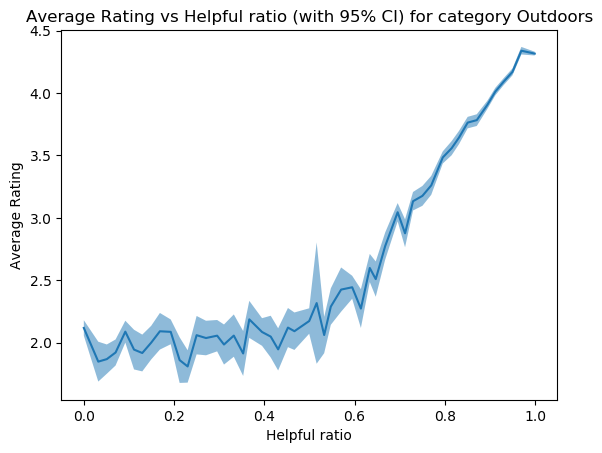 Average Rating vs Helpful ratio (with 95% CI) for category Outdoors
4.5
4.0
3.5
3.0
2.5
2.0
Average Rating
0.0 0.2 0.4 0.6 0.8 1.0
Helpful ratio